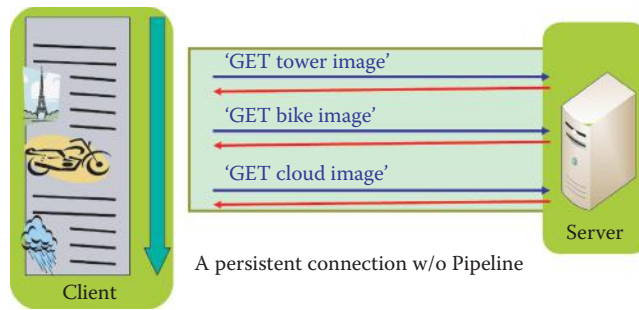 ‘GET tower image’
‘GET bike image’
‘GET cloud image’
Server
A persistent connection w/o Pipeline
Client